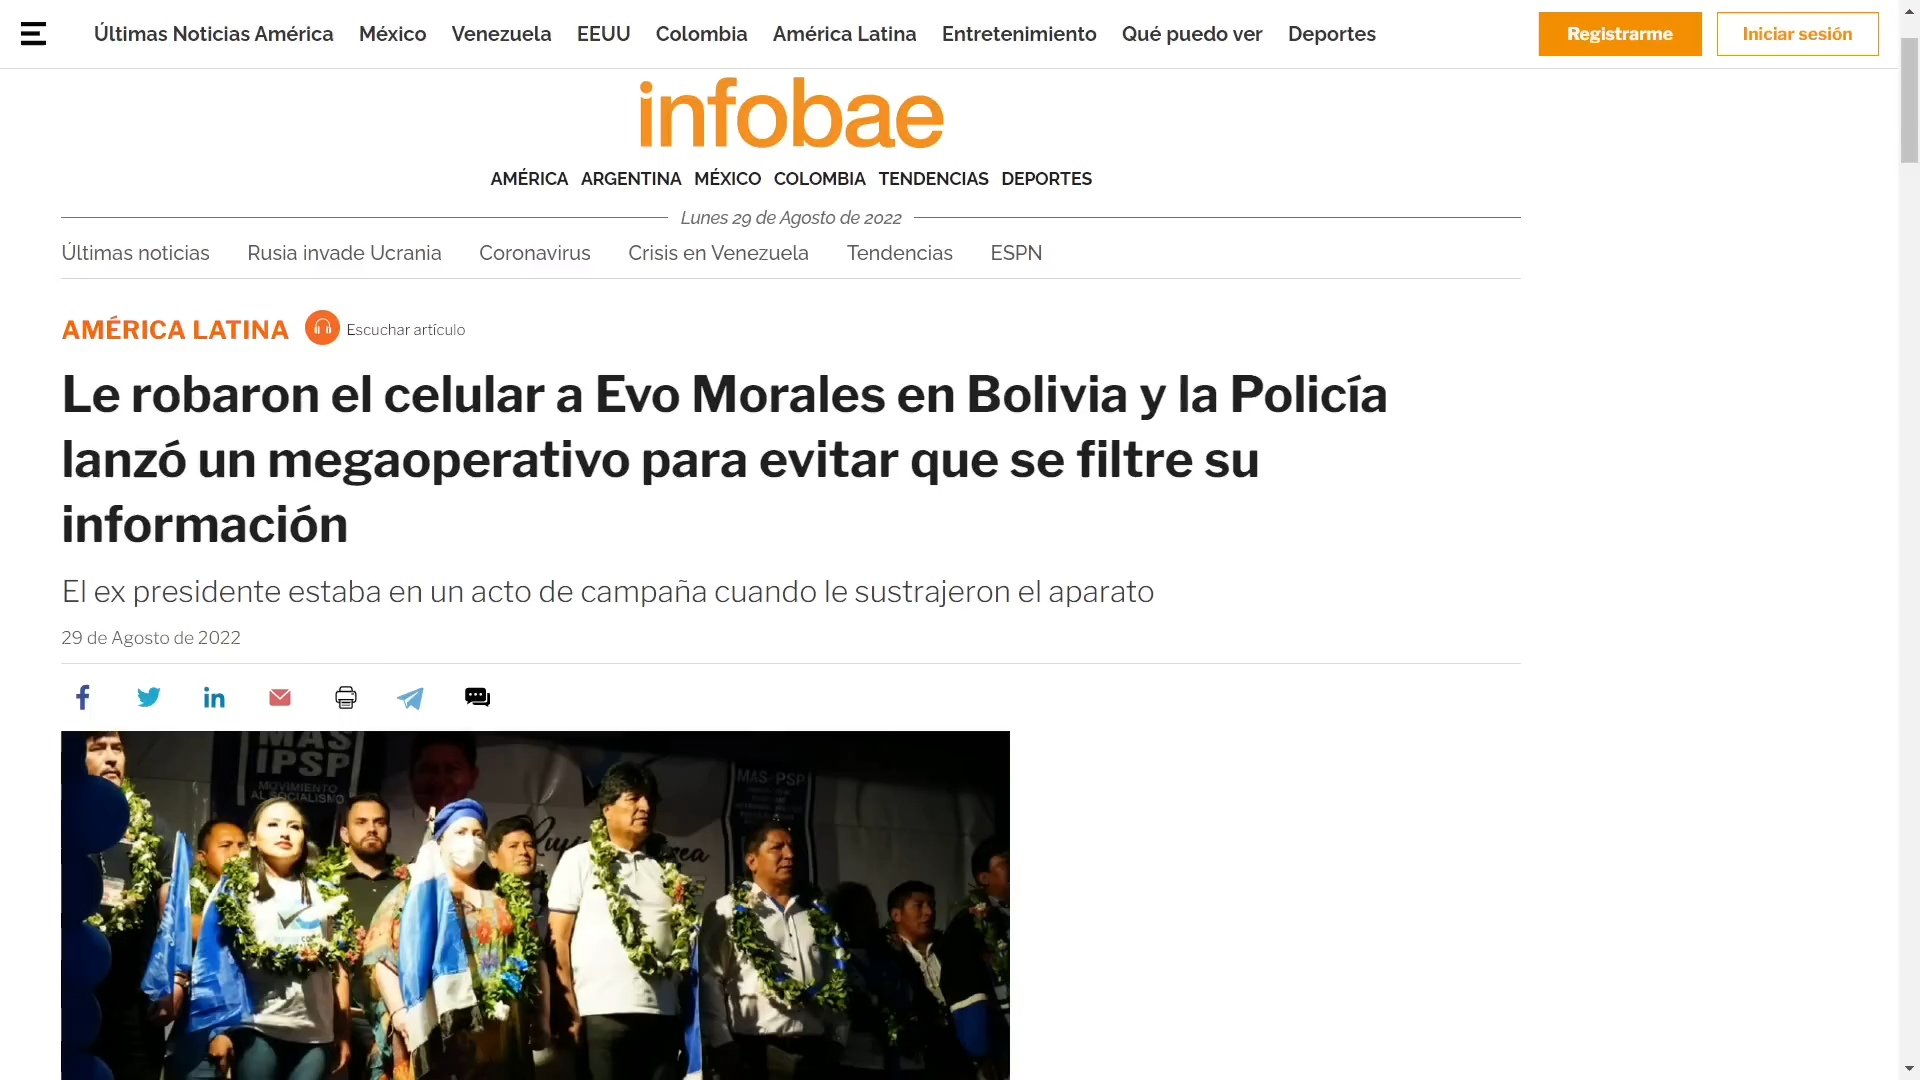 Últimas Noticias América México Venezuela EEUU Colombia América Latina Entretenimiento Qué puedo ver Deportes Registrarme Iniciar sesión
infobae
AMÉRICA ARGENTINA MÉXICO COLOMBIA TENDENCIAS DEPORTES
Lunes 29 de Agosto de 2022
Últimas noticias Rusia invade Ucrania Coronavirus Crisis en Venezuela Tendencias ESPN
AMÉRICA LATINA Escuchar artículo
Le robaron el celular a Evo Morales en Bolivia y la Policía
lanzó un megaoperativo para evitar que se filtre su
información
El ex presidente estaba en un acto de campaña cuando le sustrajeron el aparato
29 de Agosto de 2022
MAS
IPSP
MOVIMIENTO
AL SOCIALISMO
MAS-PSP